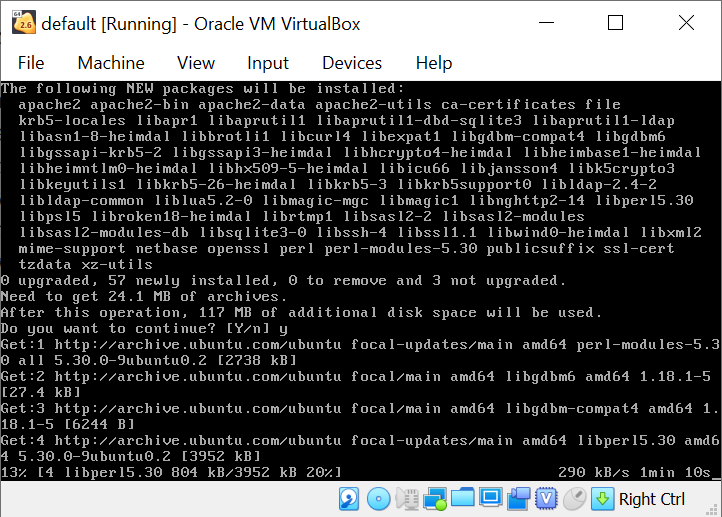 64
2.6
default [Running] - Oracle VM VirtualBox
File Machine View Input Devices Help
The following NEW packages will be installed:
apache2 apache2-bin apache2-data apache2-utils ca-certificates file
krb5-locales libapr1 libaprutil1 libaprutil1-dbd-sqlite3 libaprutil1-ldap
libasn1-8-heimdal libbrotli1 libcurl4 libexpat1 libgdbm-compat4 libgdbm6
libgssapi-krb5-2 libgssapi3-heimdal libhcrypto4-heimdal libheimbase1-heimdal
libheimntlm0-heimdal libhx509-5-heimdal libicu66 libjansson4 libk5crypto3
libkeyutils1 libkrb5-26-heimdal libkrb5-3 libkrb5support0 libldap-2.4-2
libldap-common liblua5.2-0 libmagic-mgc libmagic1 libnghttp2-14 libperl5.30
libpsl5 libroken18-heimdal librtmp1 libsasl2-2 libsasl2-modules
libsasl2-modules-db libsqlite3-0 libssh-4 libssl1.1 libwind0-heimdal libxml2
mime-support netbase openssl perl perl-modules-5.30 publicsuffix ssl-cert
tzdata xz-utils
0 upgraded, 57 newly installed, 0 to remove and 3 not upgraded.
Need to get 24.1 MB of archives.
After this operation, 117 MB of additional disk space will be used.
Do you want to continue? [Y/n] y
Get:1 http://archive.ubuntu.com/ubuntu focal-updates/main amd64 perl-modules-5.3
0 all 5.30.0-9ubuntu0.2 [2738 kB]
Get:2 http://archive.ubuntu.com/ubuntu focal/main amd64 libgdbm6 amd64 1.18.1-5
[27.4 kB]
Get:3 http://archive.ubuntu.com/ubuntu focal/main amd64 libgdbm-compat4 amd64 1.
18.1-5 [6244 B]
Get:4 http://archive.ubuntu.com/ubuntu focal-updates/main amd64 libperl5.30 amd6
4 5.30.0-9ubuntu0.2 [3952 kB]
13% [4 libperl5.30 804 kB/3952 kB 20%] 290 kB/s 1min 10s_
Right Ctrl